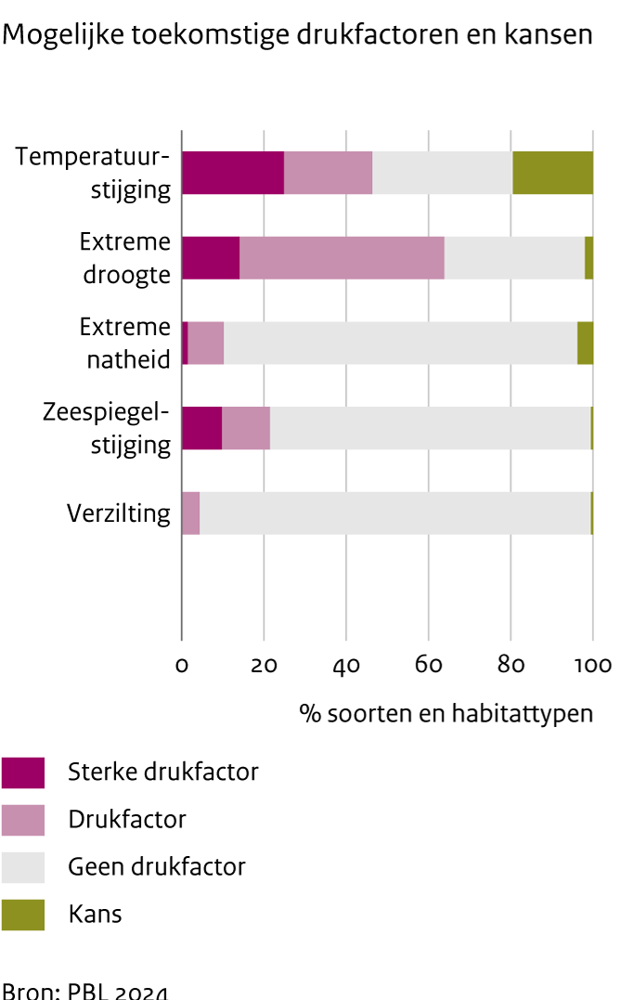 Mogelijke toekomstige drukfactoren en kansen
Temperatuur-
stijging
Extreme
droogte
Extreme
natheid
Zeespiegel-
stijging
Verzilting
0 20 40 60 80 100
% soorten en habitattypen
Sterke drukfactor
Drukfactor
Geen drukfactor
Kans
Bron: PBL 2024